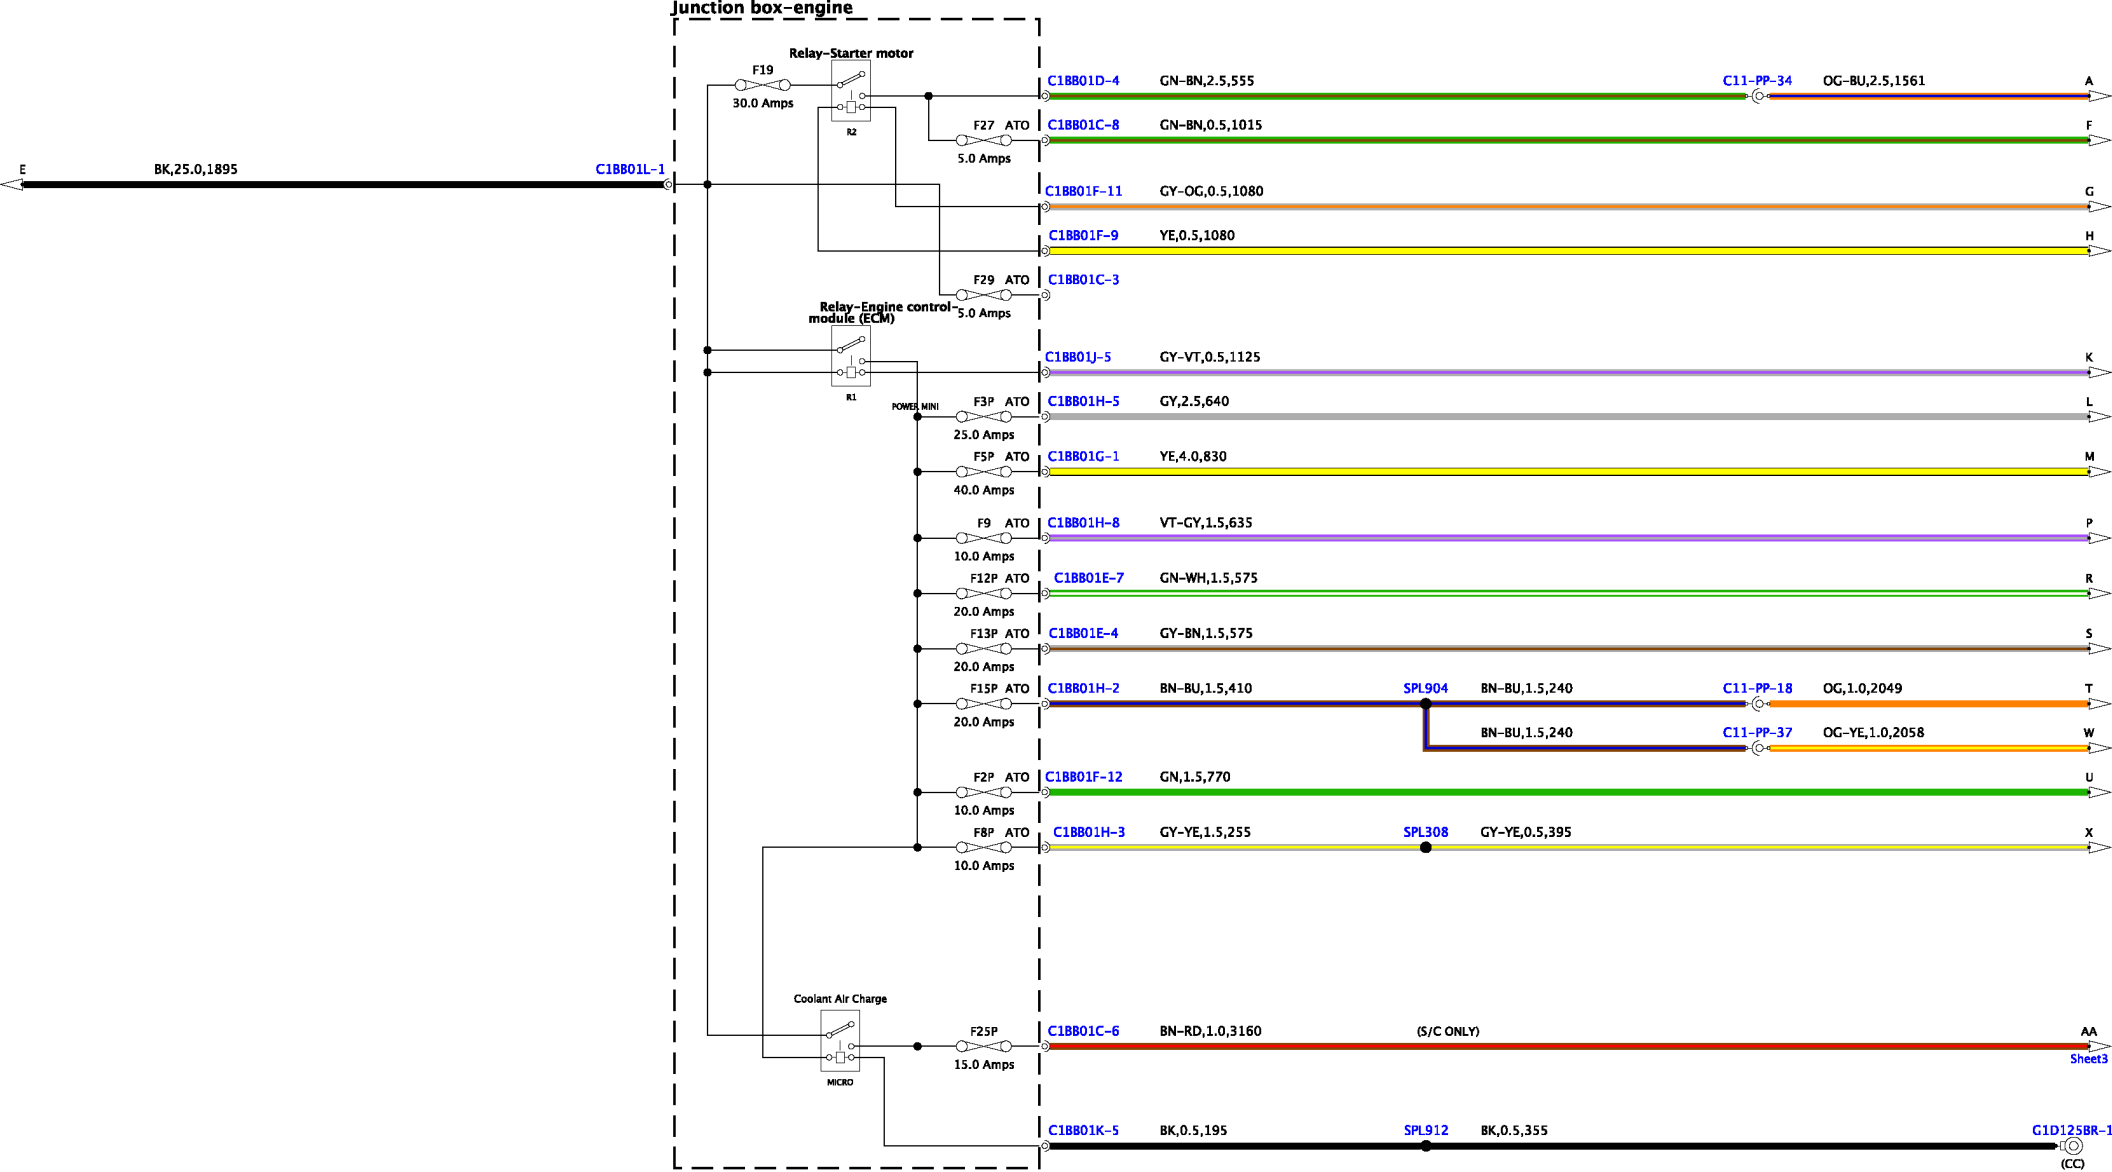 Junction box-engine
Relay-Starter motor
F19
30.0 Amps
R2
C1BB01D-4 GN-BN,2.5,555 C11-PP-34 OG-BU,2.5,1561 A
F27 ATO C1BB01C-8 GN-BN,0.5,1015 F
5.0 Amps
E BK,25.0,1895 C1BB01L-1
C1BB01F-11 GY-OG,0.5,1080 G
C1BB01F-9 YE,0.5,1080 H
F29 ATO C1BB01C-3
5.0 Amps
Relay-Engine control-
module (ECM)
R1
C1BB01J-5 GY-VT,0.5,1125 K
POWER MINI
F3P ATO C1BB01H-5 GY,2.5,640 L
25.0 Amps
F5P ATO C1BB01G-1 YE,4.0,830 M
40.0 Amps
F9 ATO C1BB01H-8 VT-GY,1.5,635 P
10.0 Amps
F12P ATO C1BB01E-7 GN-WH,1.5,575 R
20.0 Amps
F13P ATO C1BB01E-4 GY-BN,1.5,575 S
20.0 Amps
F15P ATO C1BB01H-2 BN-BU,1.5,410 SPL904 BN-BU,1.5,240 C11-PP-18 OG,1.0,2049 T
20.0 Amps
BN-BU,1.5,240 C11-PP-37 OG-YE,1.0,2058 W
F2P ATO C1BB01F-12 GN,1.5,770 U
10.0 Amps
F8P ATO C1BB01H-3 GY-YE,1.5,255 SPL308 GY-YE,0.5,395 X
10.0 Amps
Coolant Air Charge
MICRO
F25P C1BB01C-6 BN-RD,1.0,3160 (S/C ONLY) AA
15.0 Amps
Sheet3
C1BB01K-5 BK,0.5,195 SPL912 BK,0.5,355 G1D125BR-1
(CC)